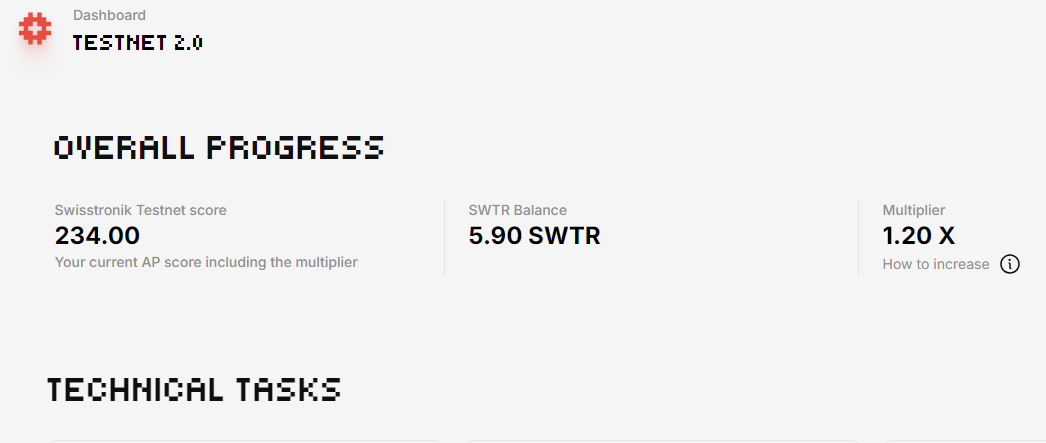 Dashboard
TESTNET 2.0
OVERALL PROGRESS
Swisstronik Testnet score
234.00
Your current AP score including the multiplier
SWTR Balance
5.90 SWTR
Multiplier
1.20 X
How to increase
TECHNICAL TASKS